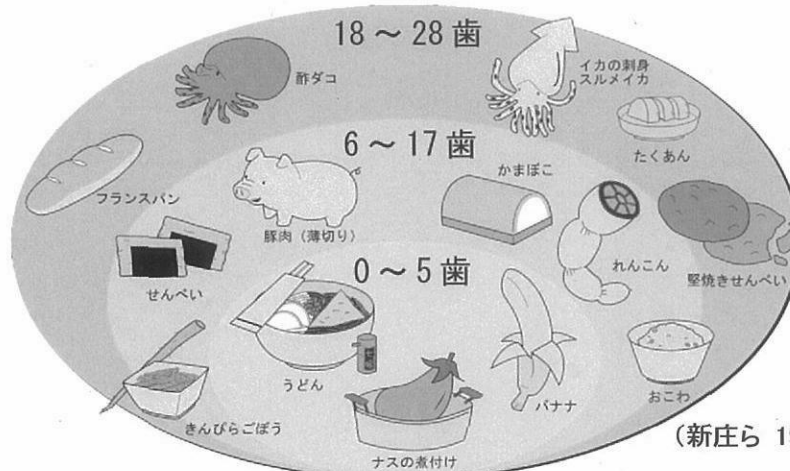 18～28 歯
酢ダコ
イカの刺身
スルメイカ
たくあん
フランスパン
6～17 歯
かまぼこ
豚肉（薄切り）
せんべい
れんこん
堅焼きせんべい
0～5 歯
うどん
バナナ
おこわ
きんぴらごぼう
ナスの煮付け
（新庄ら